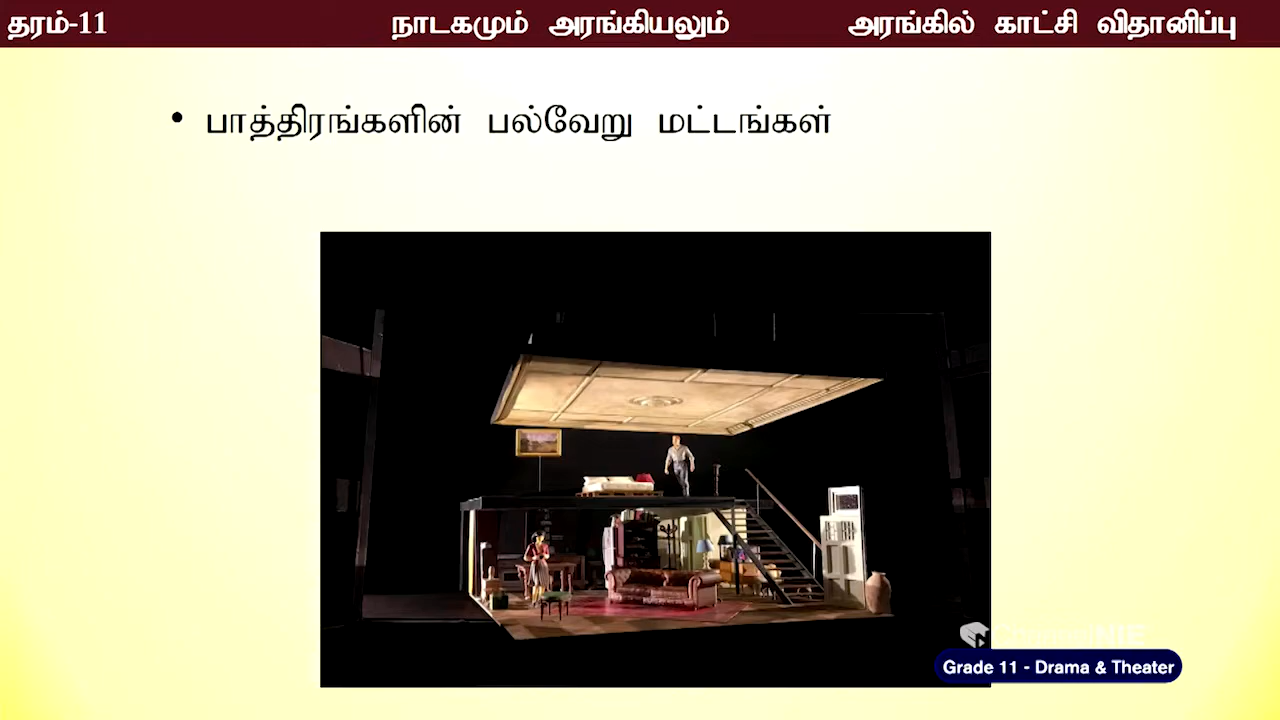 தரம்-11 நாடகமும் அரங்கியலும் அரங்கில் காட்சி விதானிப்பு
• பாத்திரங்களின் பல்வேறு மட்டங்கள்
Grade 11 - Drama & Theater